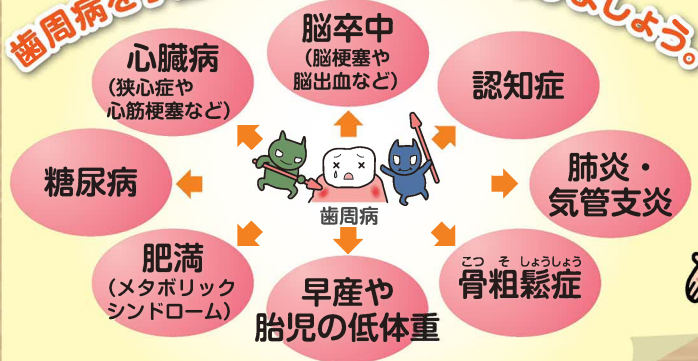 歯周病を
ましょう。
脳卒中
（脳梗塞や
脳出血など）
心臓病
（狭心症や
心筋梗塞など）
認知症
糖尿病
肺炎・
気管支炎
歯周病
肥満
（メタボリック
シンドローム）
早産や
胎児の低体重
こつ そ しょうしょう
骨粗鬆症